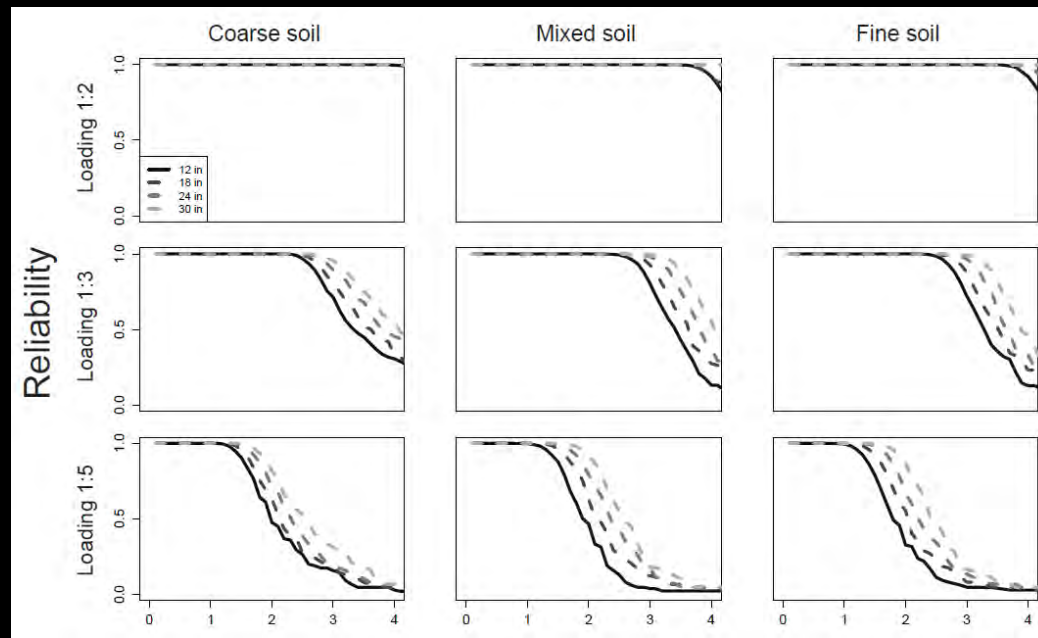 Coarse soil Mixed soil Fine soil
Reliability
Loading 1:2
1.0
0.5
0.0
12 in
18 in
24 in
30 in
Loading 1:3
1.0
0.5
0.0
Loading 1:5
1.0
0.5
0.0
0 1 2 3 4 0 1 2 3 4 0 1 2 3 4